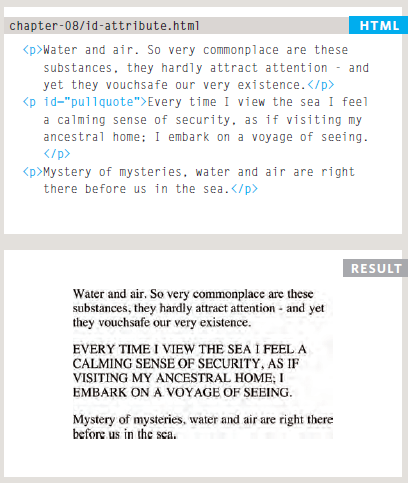 chapter-08/id-attribute.html HTML
<p>Water and air. So very commonplace are these
substances, they hardly attract attention - and
yet they vouchsafe our very existence.</p>
<p id="pullquote">Every time I view the sea I feel
a calming sense of security, as if visiting my
ancestral home; I embark on a voyage of seeing.
</p>
<p>Mystery of mysteries, water and air are right
there before us in the sea.</p>
RESULT
Water and air. So very commonplace are these
substances, they hardly attract attention - and yet
they vouchsafe our very existence.
EVERY TIME I VIEW THE SEA I FEEL A
CALMING SENSE OF SECURITY, AS IF
VISITING MY ANCESTRAL HOME; I
EMBARK ON A VOYAGE OF SEEING.
Mystery of mysteries, water and air are right there
before us in the sea.